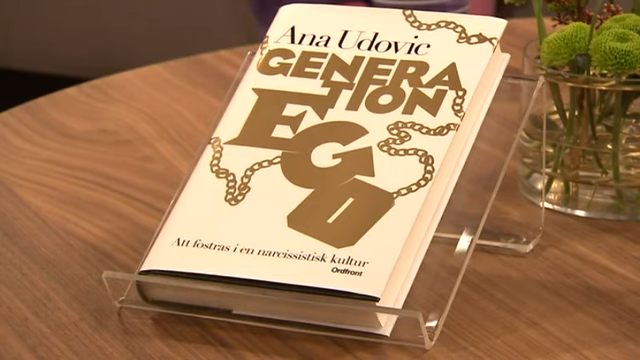 Ana Udovic
GENERA
TION
EGO
Att fostras i en narcissistisk kultur
Ordfront